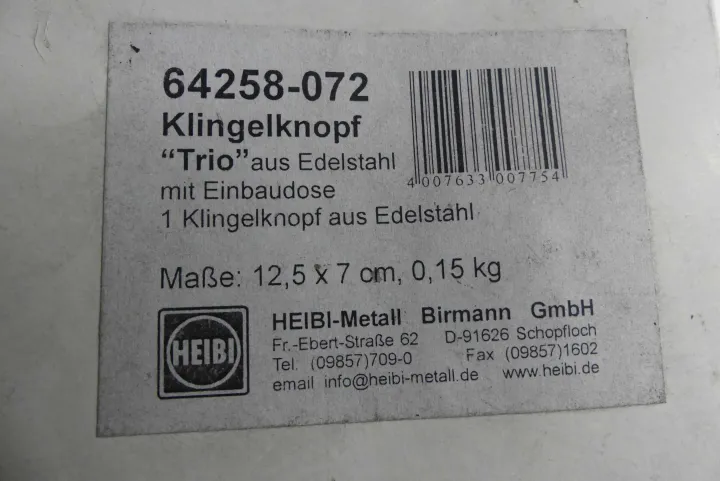 64258-072
Klingelknopf
“Trio” aus Edelstahl
mit Einbaudose
1 Klingelknopf aus Edelstahl
4 007633 007754
Maße: 12,5 x 7 cm, 0,15 kg
HEIBI
HEIBI-Metall Birmann GmbH
Fr.-Ebert-Straße 62 D-91626 Schopfloch
Tel. (09857)709-0 Fax (09857)1602
email info@heibi-metall.de www.heibi.de